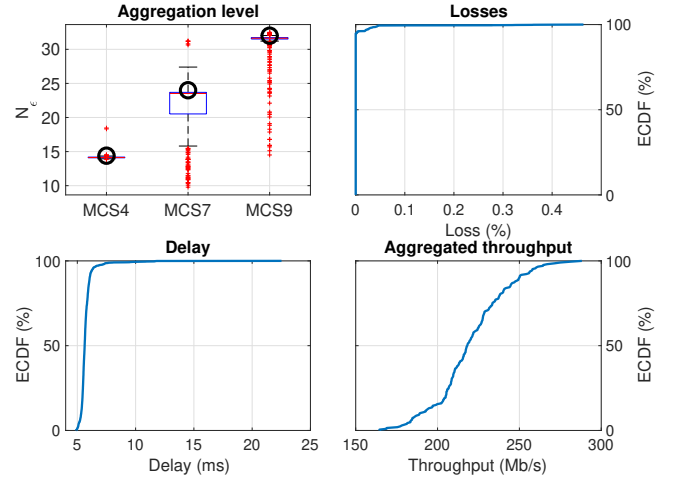 Aggregation level
N_ϵ
30
25
20
15
10
MCS4 MCS7 MCS9
Losses
ECDF (%)
100
50
0
0 0.1 0.2 0.3 0.4
Loss (%)
Delay
ECDF (%)
100
50
0
5 10 15 20 25
Delay (ms)
Aggregated throughput
ECDF (%)
100
50
0
150 200 250 300
Throughput (Mb/s)